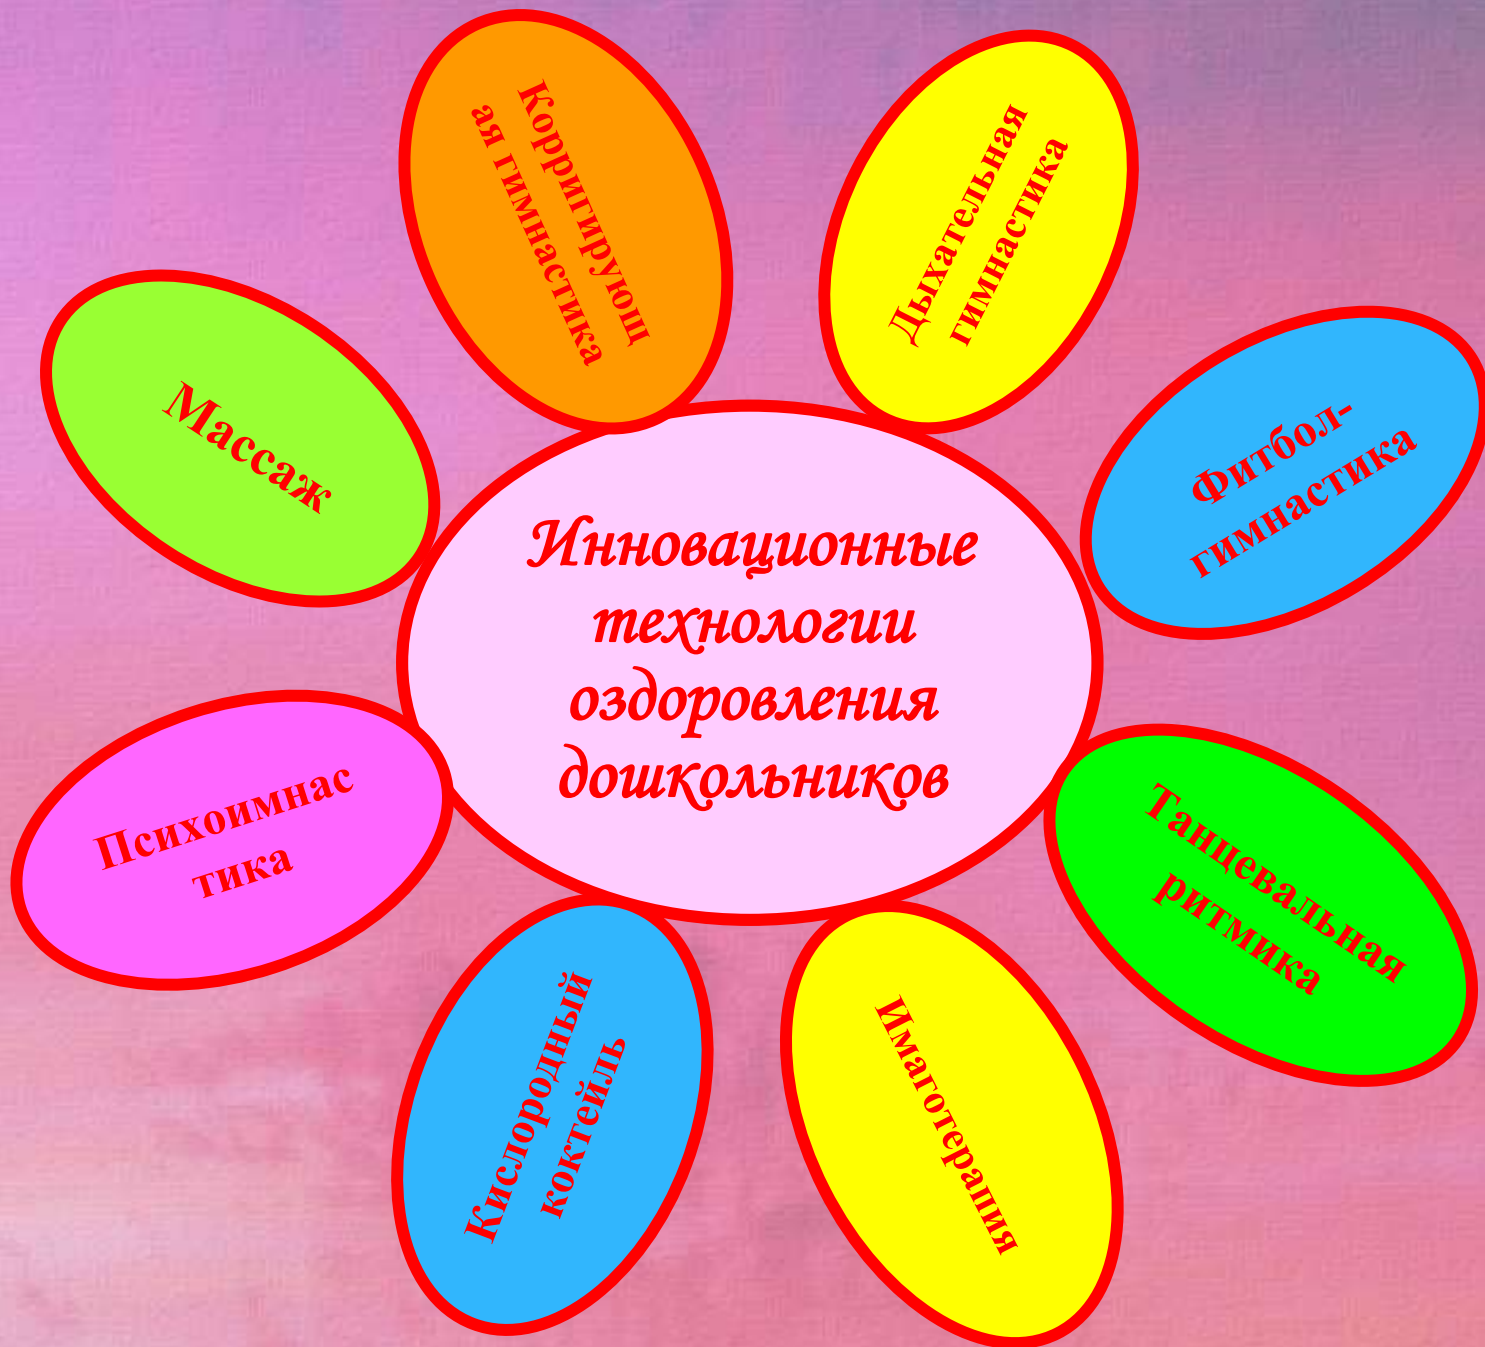 Корригирующ
ая гимнастика
Дыхательная
гимнастика
Массаж
Фитбол-
гимнастика
Инновационные
технологии
оздоровления
дошкольников
Психоимнас
тика
Танцевальная
ритмика
Кислородный
коктейль
Имаготерапия